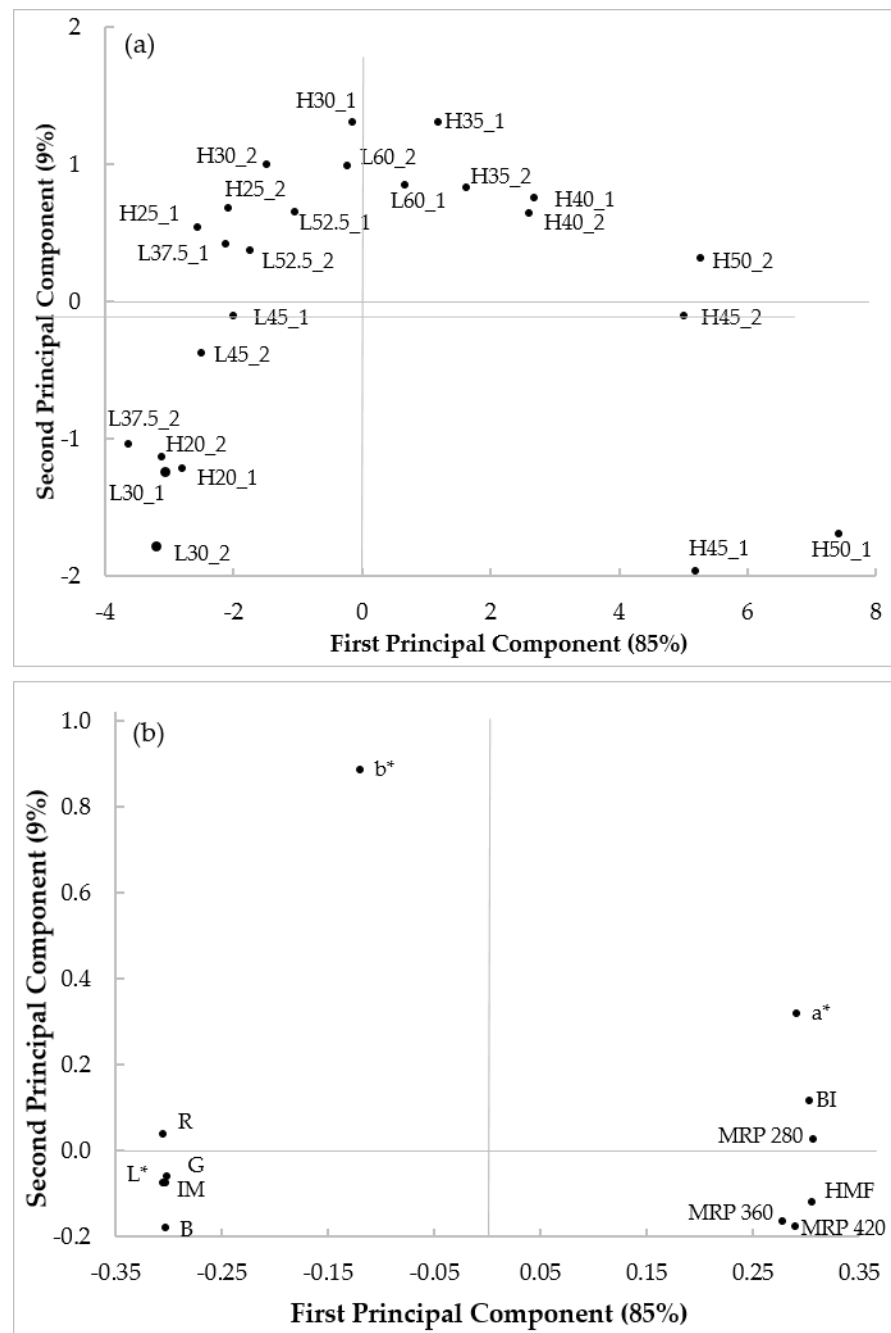 (a)
2
H30_1
H35_1
H30_2
L60_2
H35_2
1
H25_2
L60_1
H40_1
H25_1
L52.5_1
H40_2
L37.5_1
L52.5_2
H50_2
0
L45_1
H45_2
L45_2
L37.5_2
-1
H20_2
H20_1
L30_1
L30_2
H45_1
H50_1
-2
-4
-2
0
2
4
6
8
Second Principal Component (9%)
First Principal Component (85%)
(b)
1.0
b*
0.8
0.6
0.4
a*
0.2
BI
R
MRP 280
0.0
G
L*
IM
HMF
MRP 360
MRP 420
B
-0.2
-0.35
-0.25
-0.15
-0.05
0.05
0.15
0.25
0.35
Second Principal Component (9%)
First Principal Component (85%)